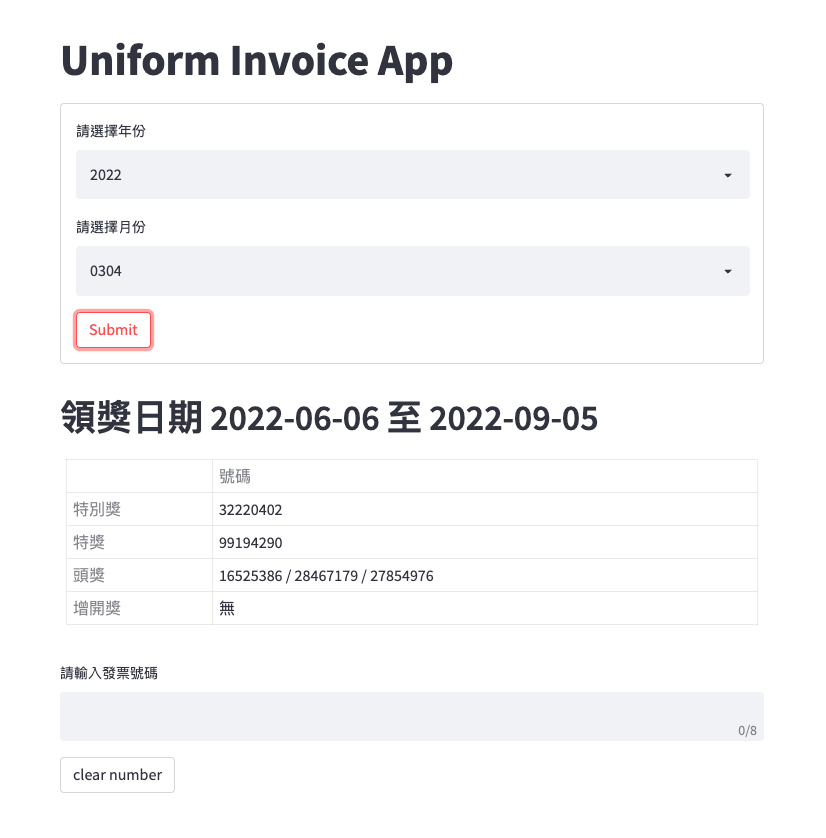 Uniform Invoice App
請選擇年份
2022
請選擇月份
0304
Submit
領獎日期 2022-06-06 至 2022-09-05
號碼
特別獎 32220402
特獎 99194290
頭獎 16525386 / 28467179 / 27854976
增開獎 無
請輸入發票號碼
0/8
clear number